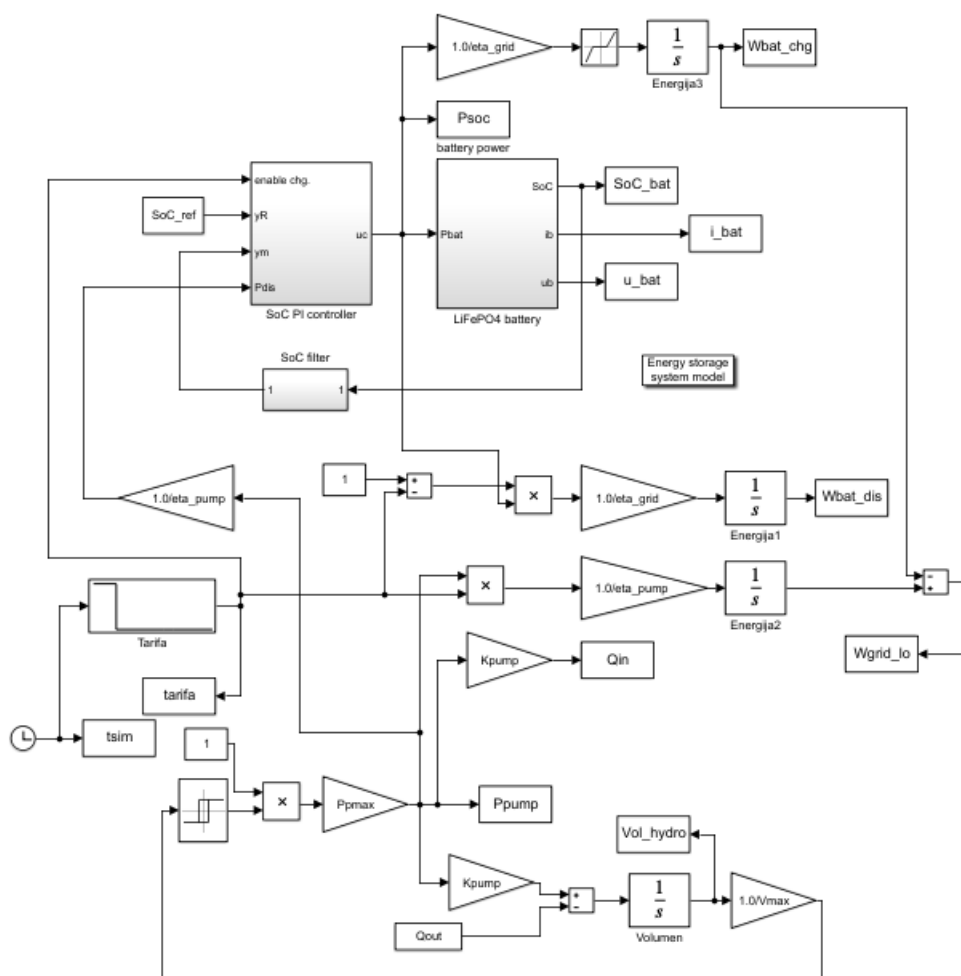 1.0/eta_grid
1
s
Energija3
Wbat_chg
Psoc
battery power
enable chg.
yR
ym
Pdis
uc
SoC PI controller
SoC_ref
Pbat
SoC
ib
ub
LiFePO4 battery
SoC_bat
i_bat
u_bat
SoC filter
1
1
Energy storage
system model
1.0/eta_pump
1
+
−
×
1.0/eta_grid
1
s
Energija1
Wbat_dis
Tarifa
×
1.0/eta_pump
1
s
Energija2
−
+
Kpump
Qin
Wgrid_lo
tarifa
tsim
1
×
Ppmax
Ppump
Vol_hydro
Kpump
+
−
1
s
Volumen
1.0/Vmax
Qout